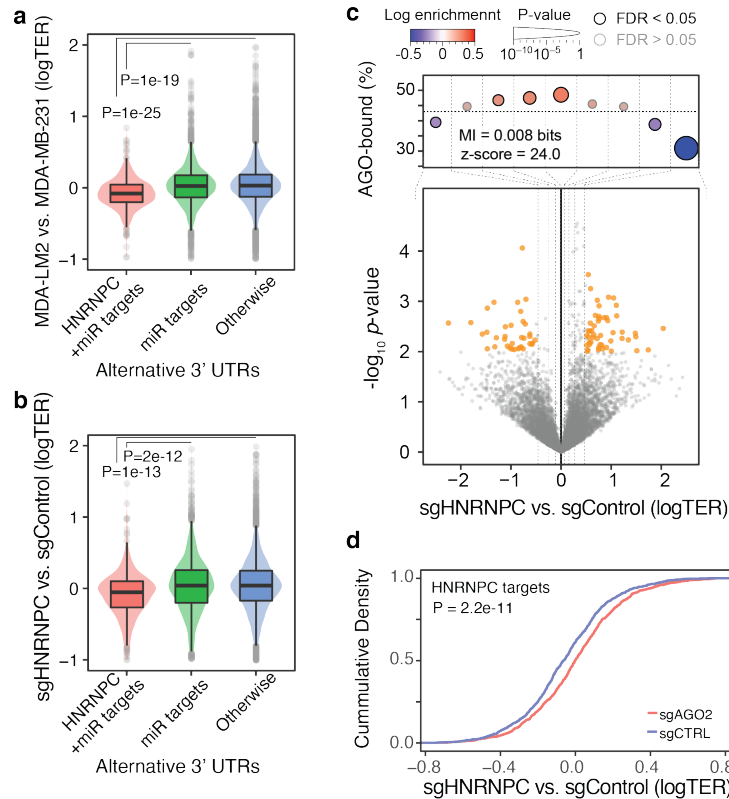 a
MDA-LM2 vs. MDA-MB-231 (logTER)
2
1
0
−1
P=1e-19
P=1e-25
HNRNPC
+miR targets
miR targets
Otherwise
Alternative 3’ UTRs
b
sgHNRNPC vs. sgControl (logTER)
2
1
0
−1
P=2e-12
P=1e-13
HNRNPC
+miR targets
miR targets
Otherwise
Alternative 3’ UTRs
c
Log enrichmennt
-0.5 0 0.5
P-value
10−10 10−5 1
FDR < 0.05
FDR > 0.05
AGO-bound (%)
50
30
MI = 0.008 bits
z-score = 24.0
-log10 p-value
4
3
2
1
0
−2 −1 0 1 2
sgHNRNPC vs. sgControl (logTER)
d
Cummulative Density
1.0
0.5
0.0
HNRNPC targets
P = 2.2e-11
sgAGO2
sgCTRL
−0.8 −0.4 0.0 0.4 0.8
sgHNRNPC vs. sgControl (logTER)